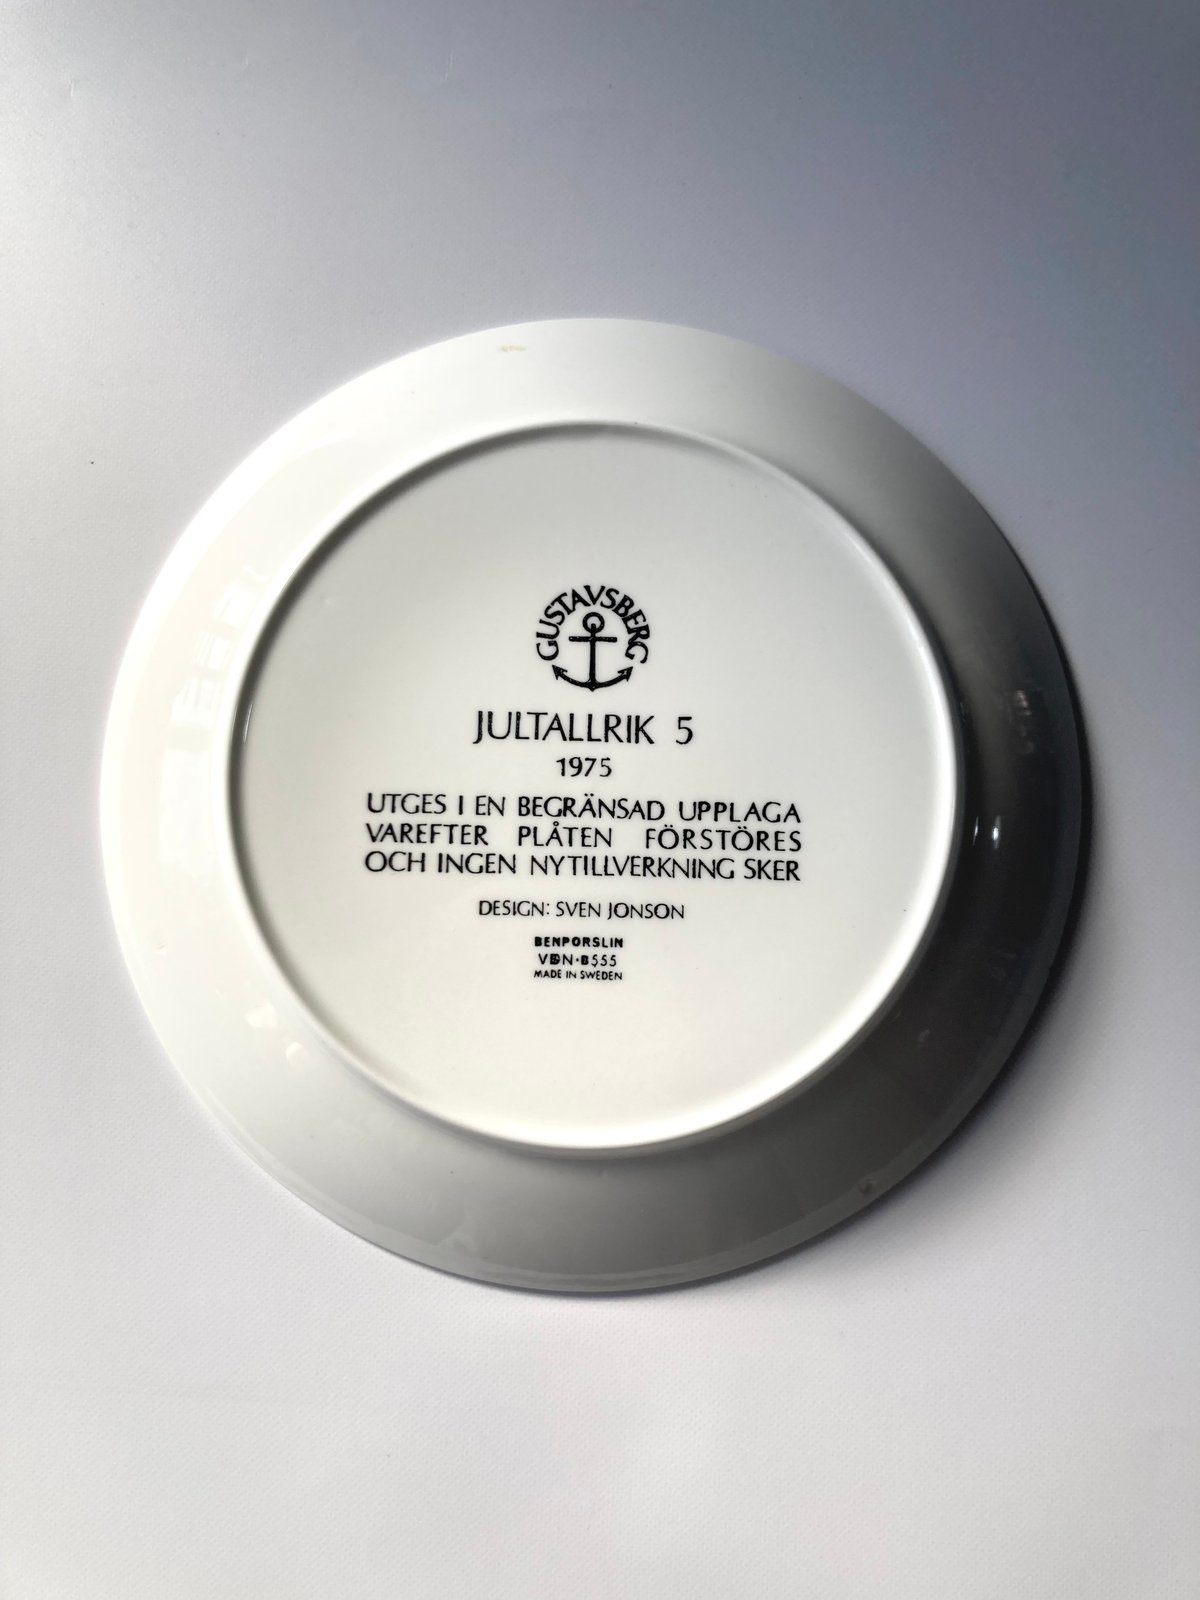 GUSTAVSBERG
JULTALLRIK 5
1975
UTGES I EN BEGRÄNSAD UPPLAGA
VAREFTER PLÅTEN FÖRSTÖRES
OCH INGEN NYTILLVERKNING SKER
DESIGN: SVEN JONSON
BENPORSLIN
MADE IN SWEDEN